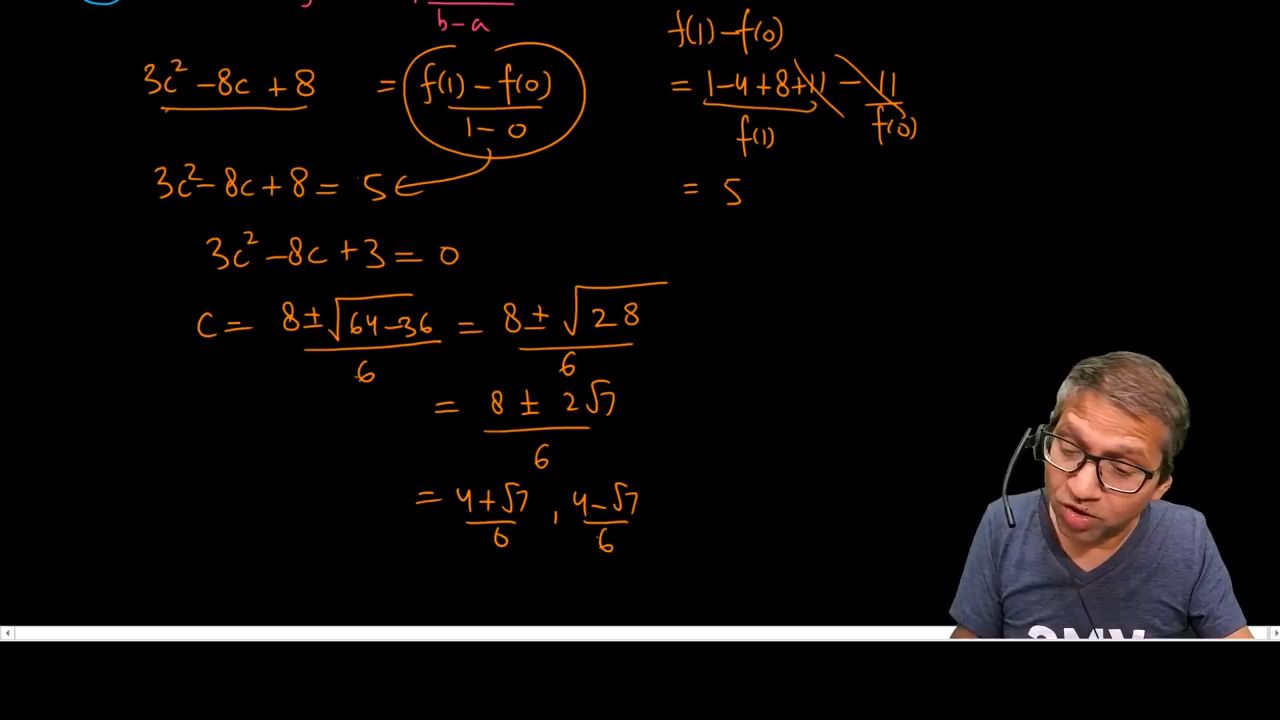 b-a
3c² - 8c + 8 = f(1) - f(0) / 1 - 0
3c² - 8c + 8 = 5
3c² - 8c + 3 = 0
c = 8 ± √64-36 / 6 = 8 ± √28 / 6
= 8 ± 2√7 / 6
= 4+√7 / 6 , 4-√7 / 6
f(1) - f(0)
= 1-4+8+11 - 11
f(1) f(0)
= 5